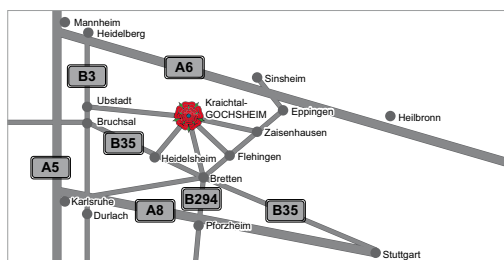 Mannheim
Heidelberg
A6
B3
Sinsheim
Ubstadt
Kraichtal-
GOCHSHEIM
Eppingen
Heilbronn
Bruchsal
Zaisenhausen
B35
Heidelsheim
Flehingen
A5
Bretten
Karlsruhe
B294
A8
B35
Durlach
Pforzheim
Stuttgart